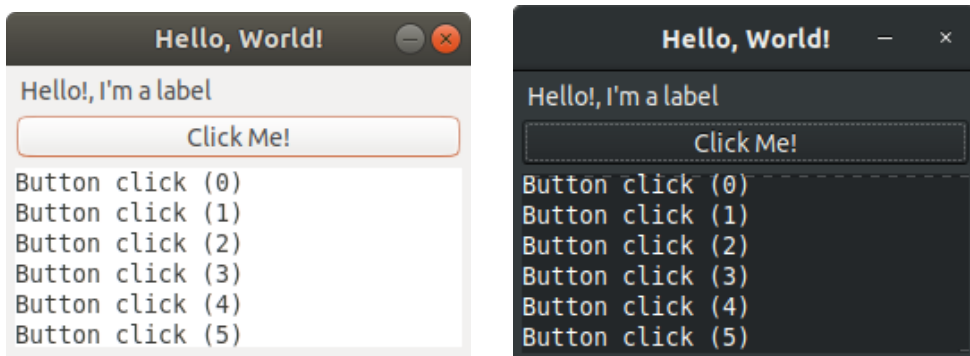 Hello, World!
Hello!, I'm a label
Click Me!
Button click (0)
Button click (1)
Button click (2)
Button click (3)
Button click (4)
Button click (5)
Hello, World!
Hello!, I'm a label
Click Me!
Button click (0)
Button click (1)
Button click (2)
Button click (3)
Button click (4)
Button click (5)